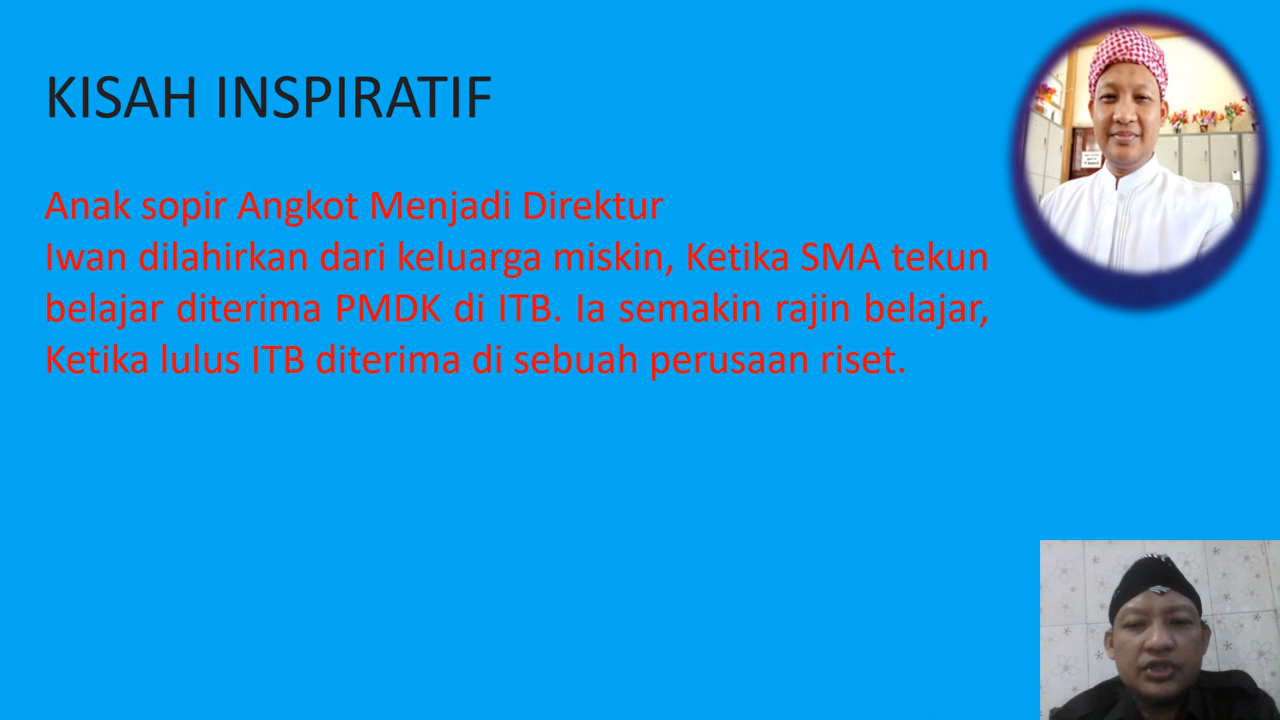 KISAH INSPIRATIF
Anak sopir Angkot Menjadi Direktur
Iwan dilahirkan dari keluarga miskin, Ketika SMA tekun
belajar diterima PMDK di ITB. Ia semakin rajin belajar,
Ketika lulus ITB diterima di sebuah perusaan riset.